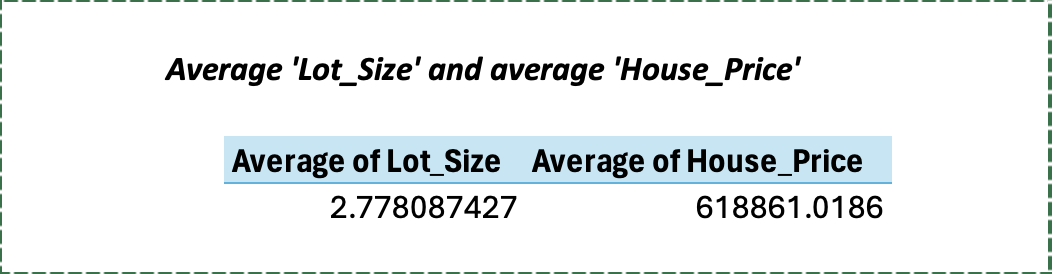 Average 'Lot_Size' and average 'House_Price'
Average of Lot_Size Average of House_Price
2.778087427 618861.0186